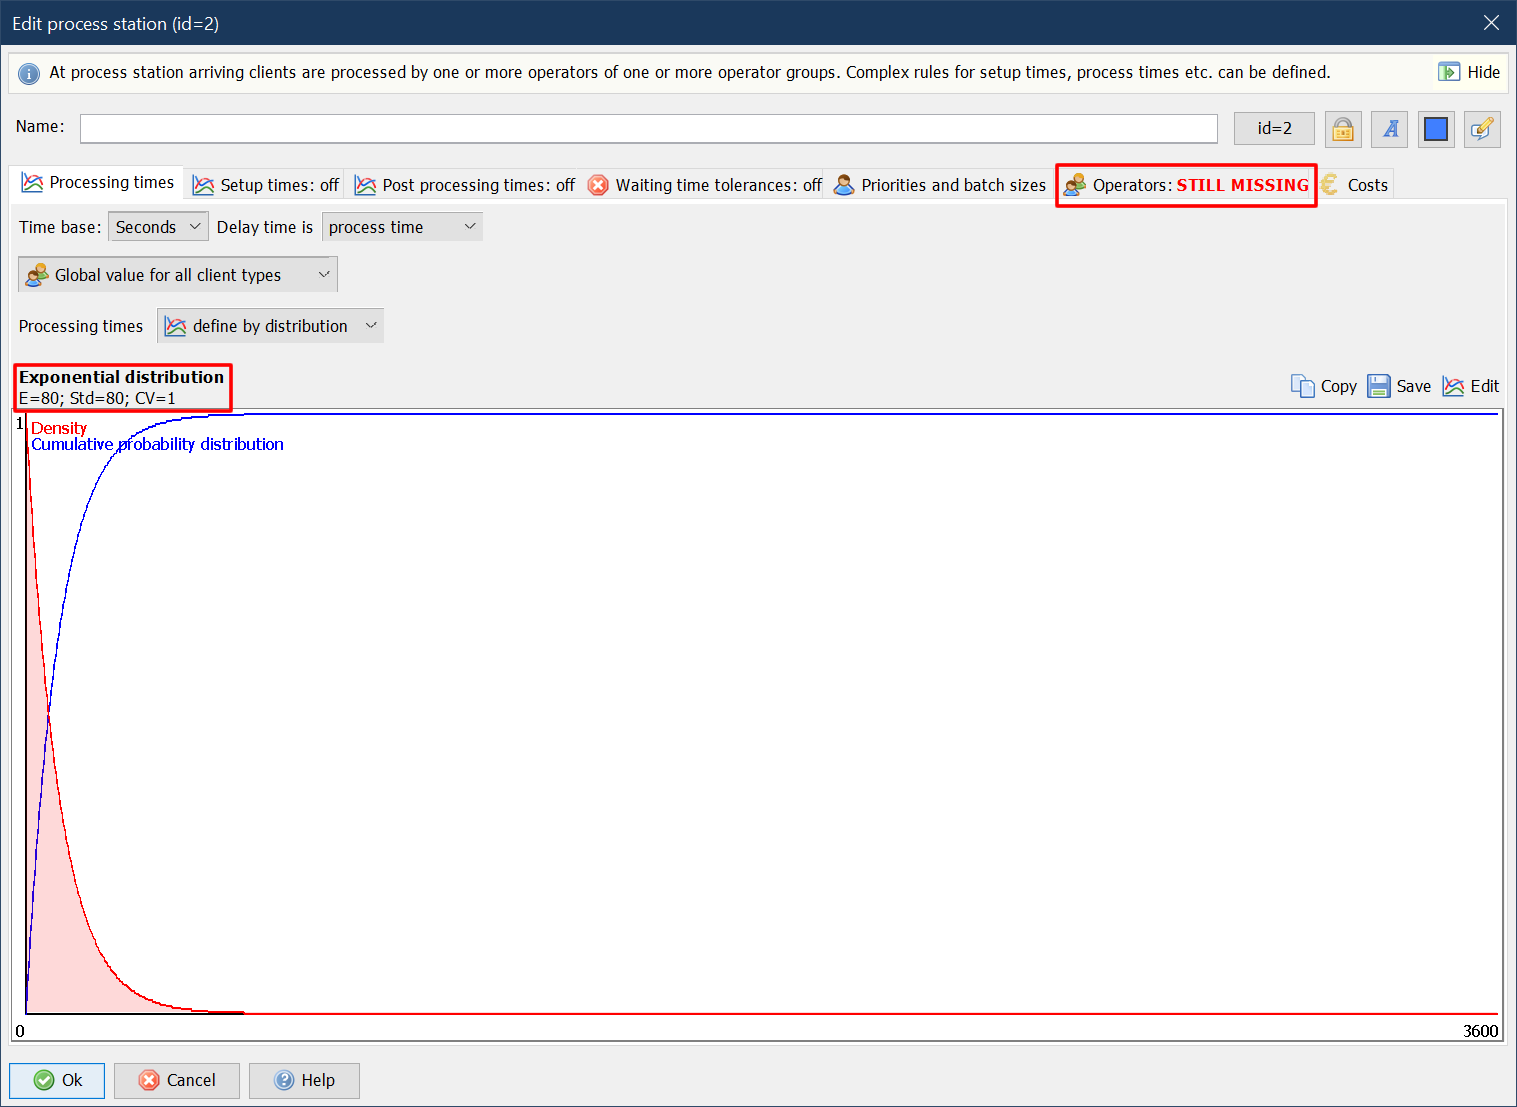 Edit process station (id=2)
At process station arriving clients are processed by one or more operators of one or more operator groups. Complex rules for setup times, process times etc. can be defined. Hide
Name: id=2 A
Processing times Setup times: off Post processing times: off Waiting time tolerances: off Priorities and batch sizes Operators: STILL MISSING € Costs
Time base: Seconds Delay time is process time
Global value for all client types
Processing times define by distribution
Exponential distribution
E=80; Std=80; CV=1
Copy Save Edit
1
Density
Cumulative probability distribution
0 3600
Ok Cancel Help